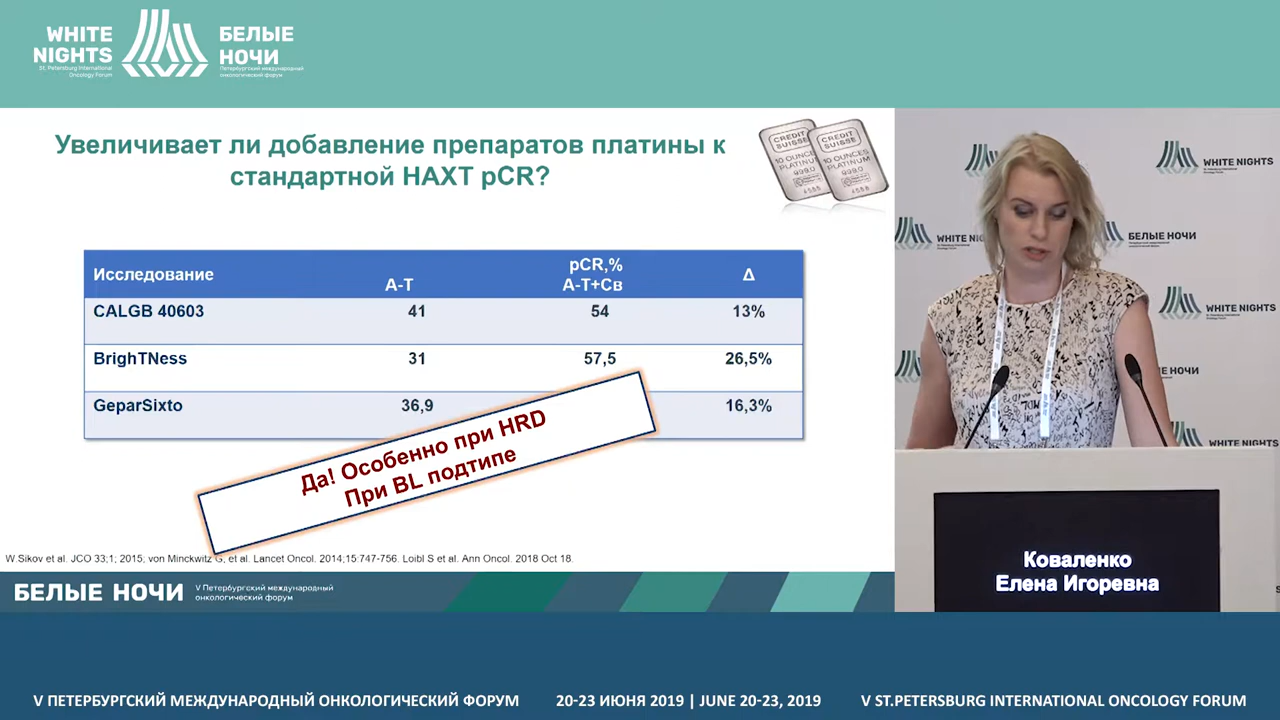 WHITE
NIGHTS
St. Petersburg International
Oncology Forum
БЕЛЫЕ
НОЧИ
Петербургский международный
онкологический форум
Увеличивает ли добавление препаратов платины к
стандартной НАХТ pCR?
CREDIT
SUISSE
10 OUNCES
PLATINUM
999.0
CREDIT
SUISSE
10 OUNCES
PLATINUM
999.0
Исследование
A-T
pCR,%
A-T+Cв
Δ
CALGB 40603
41
54
13%
BrighTNess
31
57,5
26,5%
GeparSixto
36,9
16,3%
Да! Особенно при HRD
При BL подтипе
W.Sikov et al. JCO 33;1; 2015; von Minckwitz G, et al. Lancet Oncol. 2014;15:747-756. Loibl S et al. Ann Oncol. 2018 Oct 18.
БЕЛЫЕ НОЧИ
V Петербургский международный
онкологический форум
WHITE NIGHTS
WHITE NIGHTS
БЕЛЫЕ НОЧИ
WHITE NIGHTS
НОЧИ
WHITE NIGHTS
Коваленко
Елена Игоревна
V ПЕТЕРБУРГСКИЙ МЕЖДУНАРОДНЫЙ ОНКОЛОГИЧЕСКИЙ ФОРУМ
20-23 ИЮНЯ 2019 | JUNE 20-23, 2019
V ST.PETERSBURG INTERNATIONAL ONCOLOGY FORUM